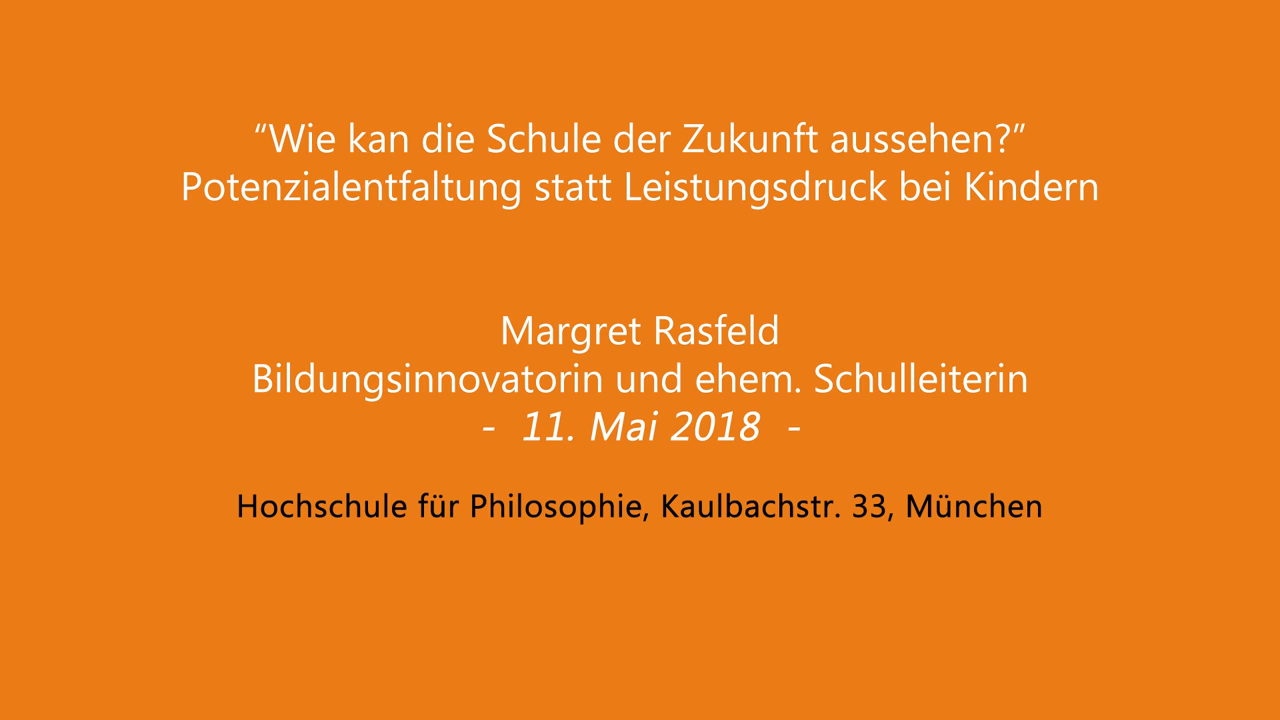 “Wie kan die Schule der Zukunft aussehen?”
Potenzialentfaltung statt Leistungsdruck bei Kindern
Margret Rasfeld
Bildungsinnovatorin und ehem. Schulleiterin
- 11. Mai 2018 -
Hochschule für Philosophie, Kaulbachstr. 33, München